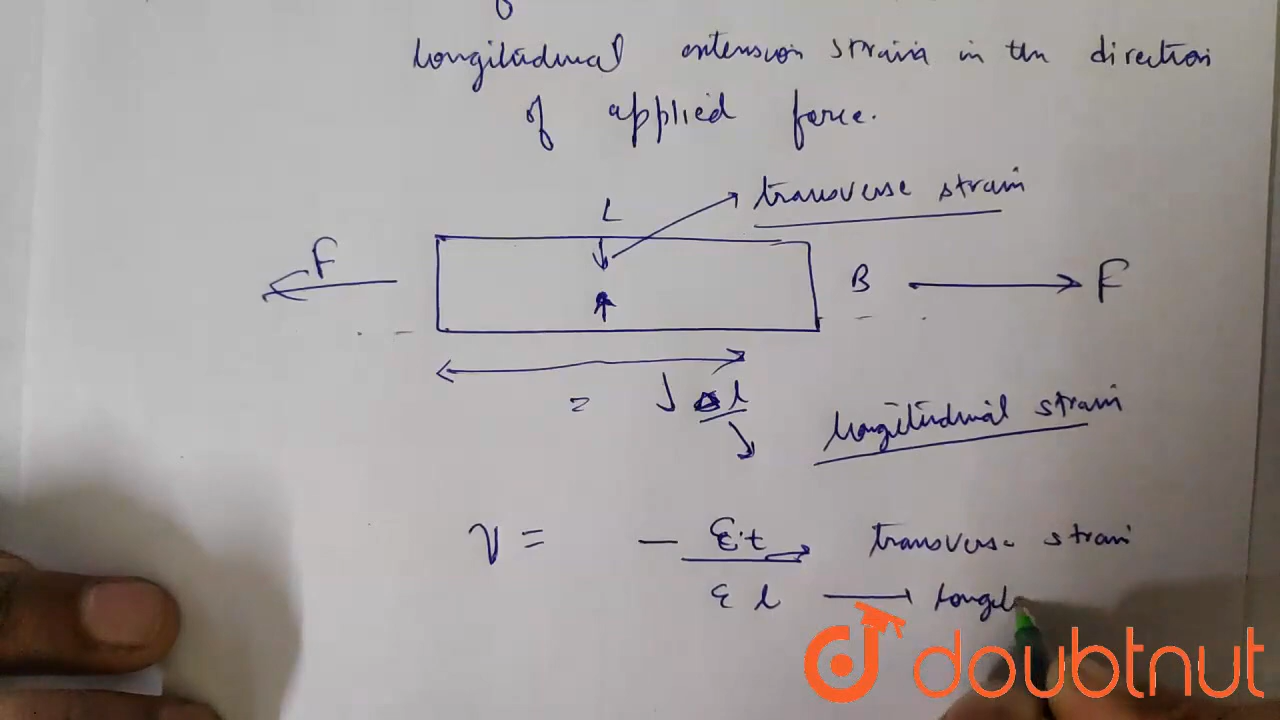 longitudinal extension strain in the direction
of applied force.
L
transverse strain
F
B
F
Δl
longitudinal strain
ν = - εt transverse strain
εl longi
doubtnut